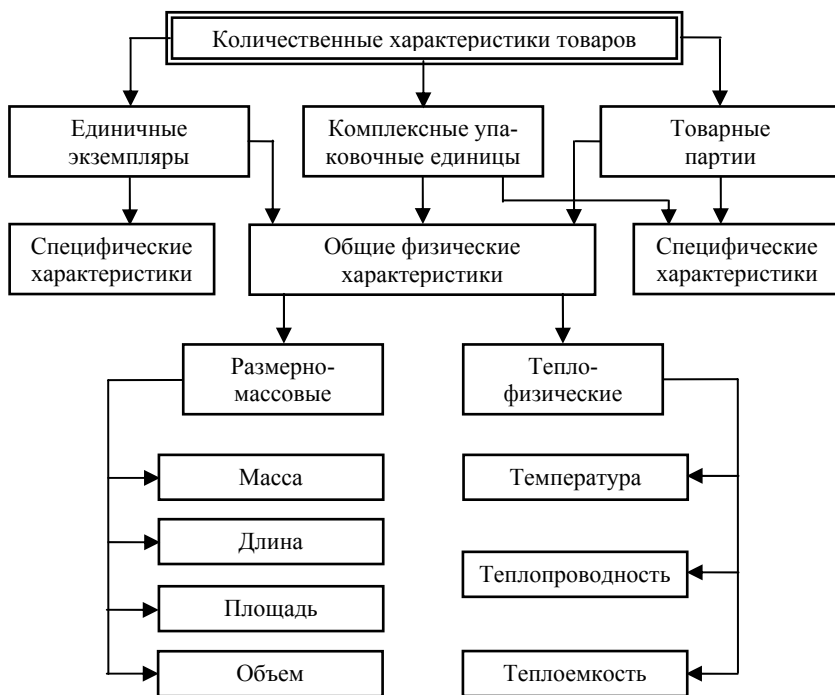 Количественные характеристики товаров
Единичные
экземпляры
Комплексные упа-
ковочные единицы
Товарные
партии
Специфические
характеристики
Общие физические
характеристики
Специфические
характеристики
Размерно-
массовые
Тепло-
физические
Масса
Температура
Длина
Теплопроводность
Площадь
Объем
Теплоемкость